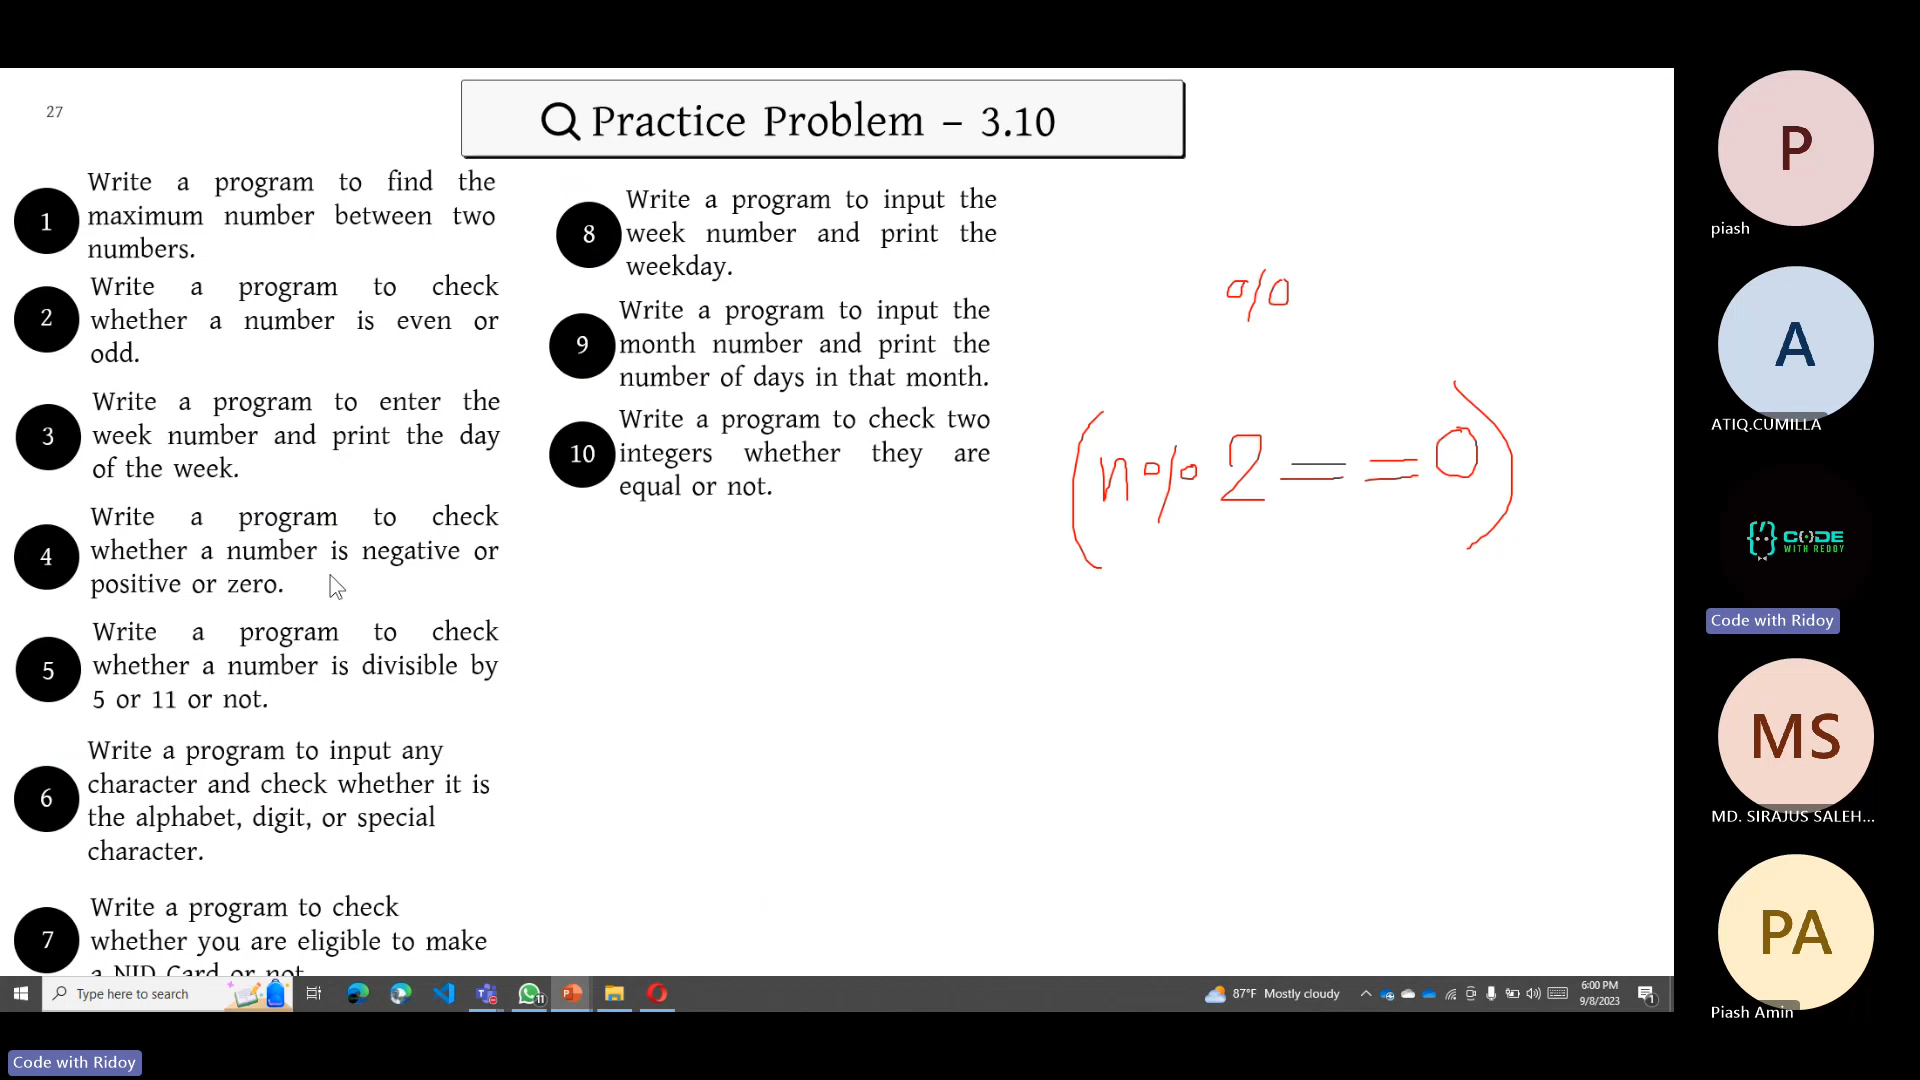 27
Practice Problem – 3.10
1
Write a program to find the
maximum number between two
numbers.
2
Write a program to check
whether a number is even or
odd.
3
Write a program to enter the
week number and print the day
of the week.
4
Write a program to check
whether a number is negative or
positive or zero.
5
Write a program to check
whether a number is divisible by
5 or 11 or not.
6
Write a program to input any
character and check whether it is
the alphabet, digit, or special
character.
7
Write a program to check
whether you are eligible to make
a NID Card or not
8
Write a program to input the
week number and print the
weekday.
9
Write a program to input the
month number and print the
number of days in that month.
10
Write a program to check two
integers whether they are
equal or not.
%
(n % 2 == 0)
P
piash
A
ATIQ.CUMILLA
CODE
WITH REDOY
Code with Ridoy
MS
MD. SIRAJUS SALEH...
PA
Piash Amin
Type here to search
11
87°F Mostly cloudy
6:00 PM
9/8/2023
1
Code with Ridoy